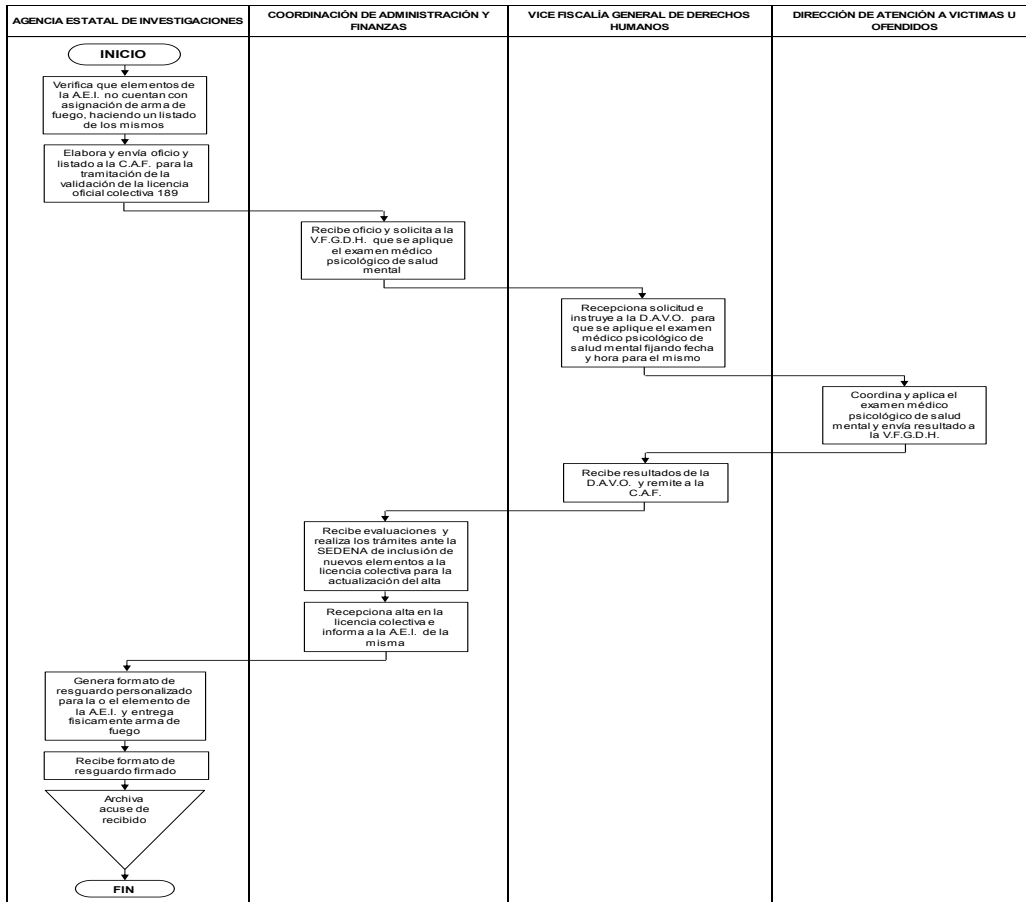 AGENCIA ESTATAL DE INVESTIGACIONES
COORDINACIÓN DE ADMINISTRACIÓN Y
FINANZAS
VICE FISCALÍA GENERAL DE DERECHOS
HUMANOS
DIRECCIÓN DE ATENCIÓN A VICTIMAS U
OFENDIDOS
INICIO
Verifica que elementos de
la A.E.I. no cuentan con
asignación de arma de
fuego, haciendo un listado
de los mismos
Elabora y envía oficio y
listado a la C.A.F. para la
tramitación de la
validación de la licencia
oficial colectiva 189
Recibe oficio y solicita a la
V.F.G.D.H. que se aplique
el examen médico
psicológico de salud
mental
Recepciona solicitud e
instruye a la D.A.V.O. para
que se aplique el examen
médico psicológico de
salud mental fijando fecha
y hora para el mismo
Coordina y aplica el
examen médico
psicológico de salud
mental y envía resultado a
la V.F.G.D.H.
Recibe resultados de la
D.A.V.O. y remite a la
C.A.F.
Recibe evaluaciones y
realiza los trámites ante la
SEDENA de inclusión de
nuevos elementos a la
licencia colectiva para la
actualización del alta
Recepciona alta en la
licencia colectiva e
informa a la A.E.I. de la
misma
Genera formato de
resguardo personalizado
para la o el elemento de
la A.E.I. y entrega
fisicamente arma de
fuego
Recibe formato de
resguardo firmado
Archiva
acuse de
recibido
FIN